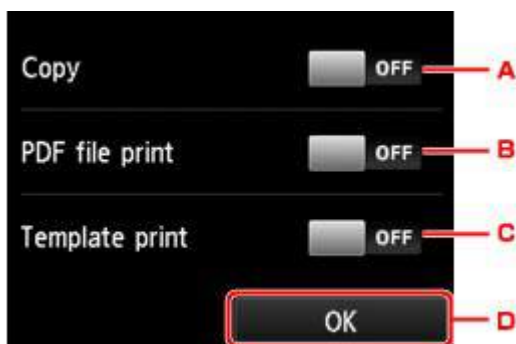 Copy OFF A
PDF file print OFF B
Template print OFF C
OK D